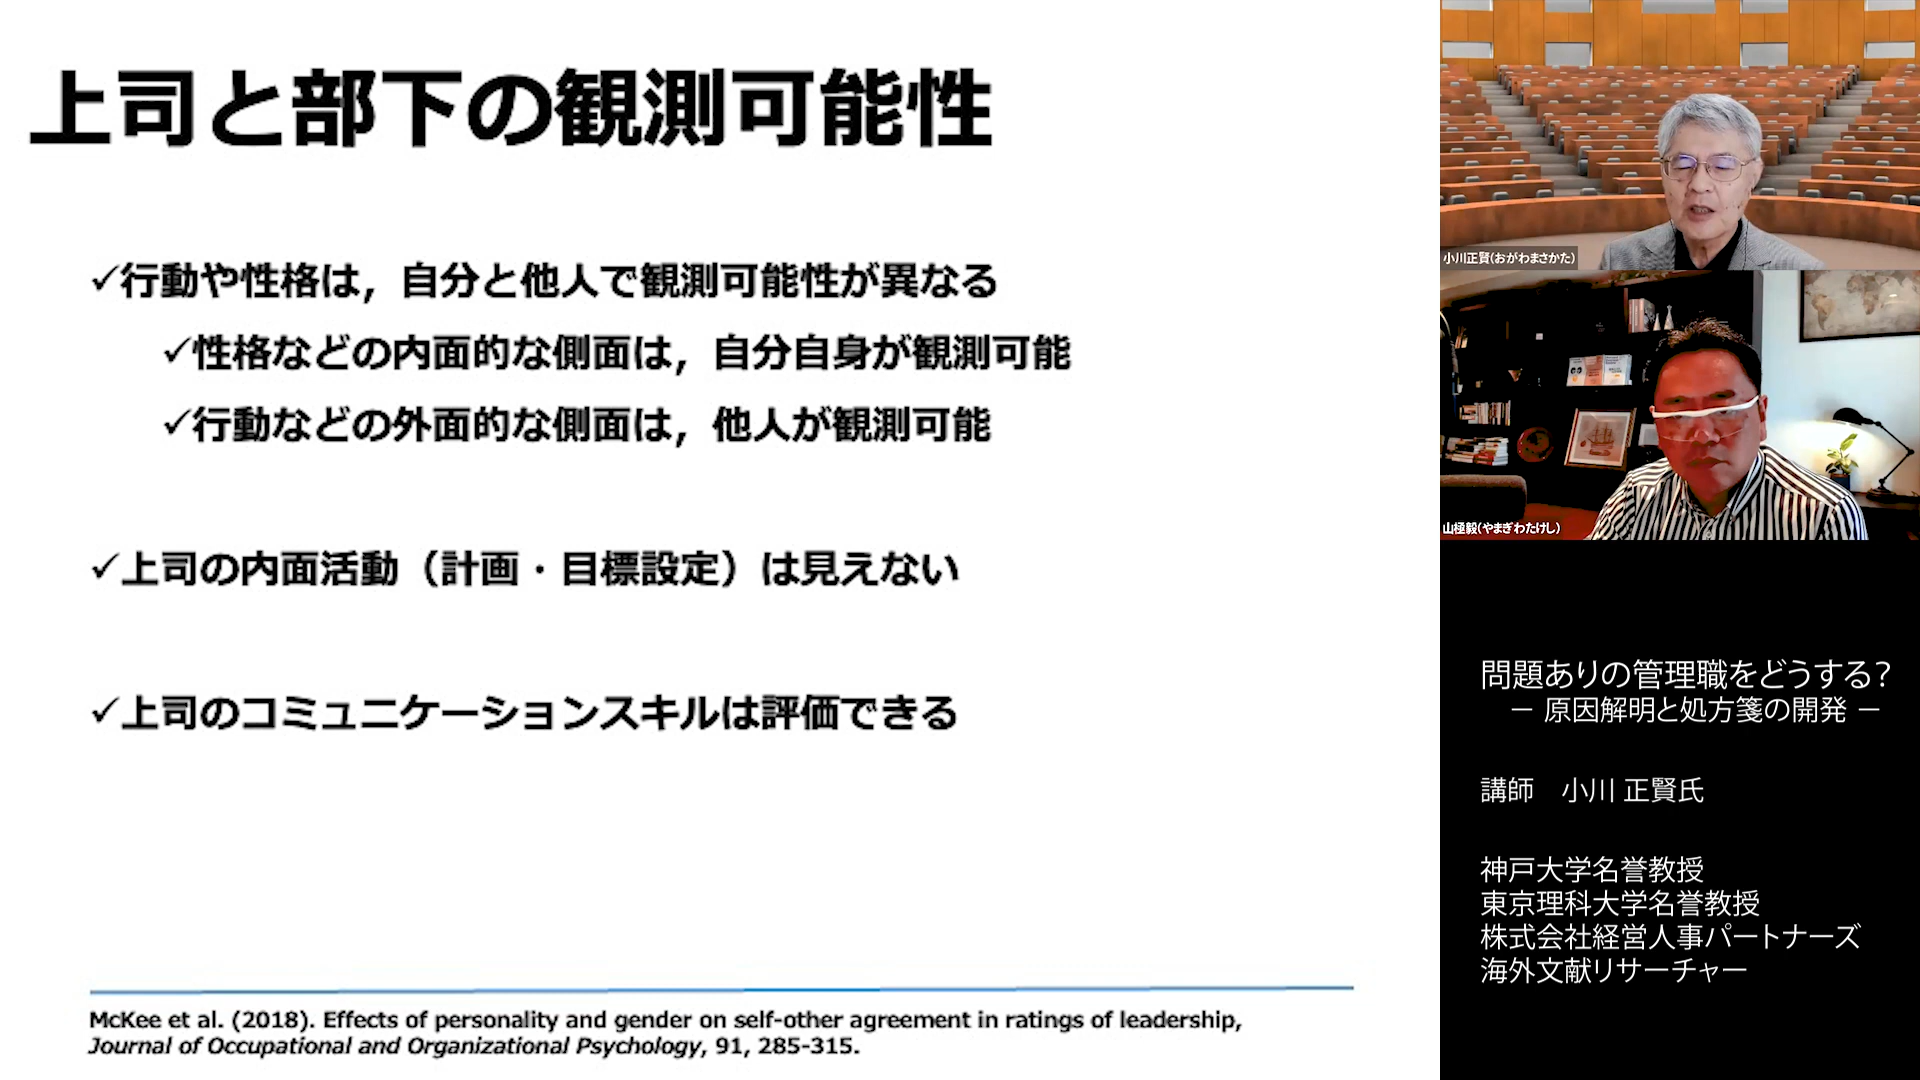 上司と部下の観測可能性
✓行動や性格は，自分と他人で観測可能性が異なる
✓性格などの内面的な側面は，自分自身が観測可能
✓行動などの外面的な側面は，他人が観測可能
✓上司の内面活動（計画・目標設定）は見えない
✓上司のコミュニケーションスキルは評価できる
McKee et al. (2018). Effects of personality and gender on self-other agreement in ratings of leadership,
Journal of Occupational and Organizational Psychology, 91, 285-315.
小川正賢(おがわまさかた)
山極毅(やまぎわたけし)
問題ありの管理職をどうする？
－ 原因解明と処方箋の開発 －
講師　小川 正賢氏
神戸大学名誉教授
東京理科大学名誉教授
株式会社経営人事パートナーズ
海外文献リサーチャー